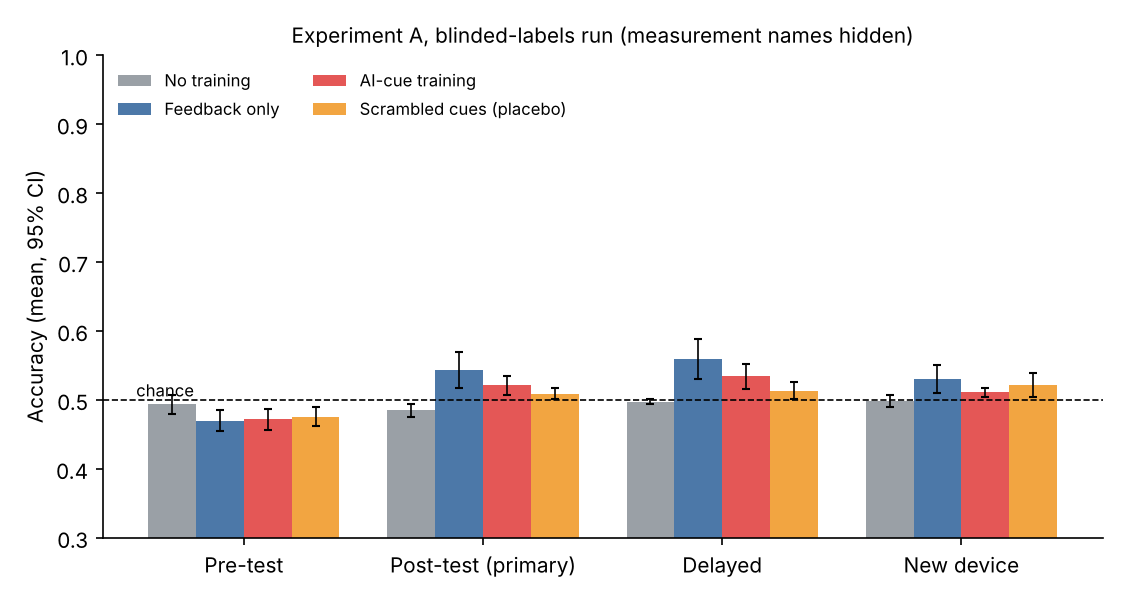 Experiment A, blinded-labels run (measurement names hidden)
No training
Feedback only
AI-cue training
Scrambled cues (placebo)
Accuracy (mean, 95% CI)
1.0
0.9
0.8
0.7
0.6
0.5
0.4
0.3
chance
Pre-test
Post-test (primary)
Delayed
New device